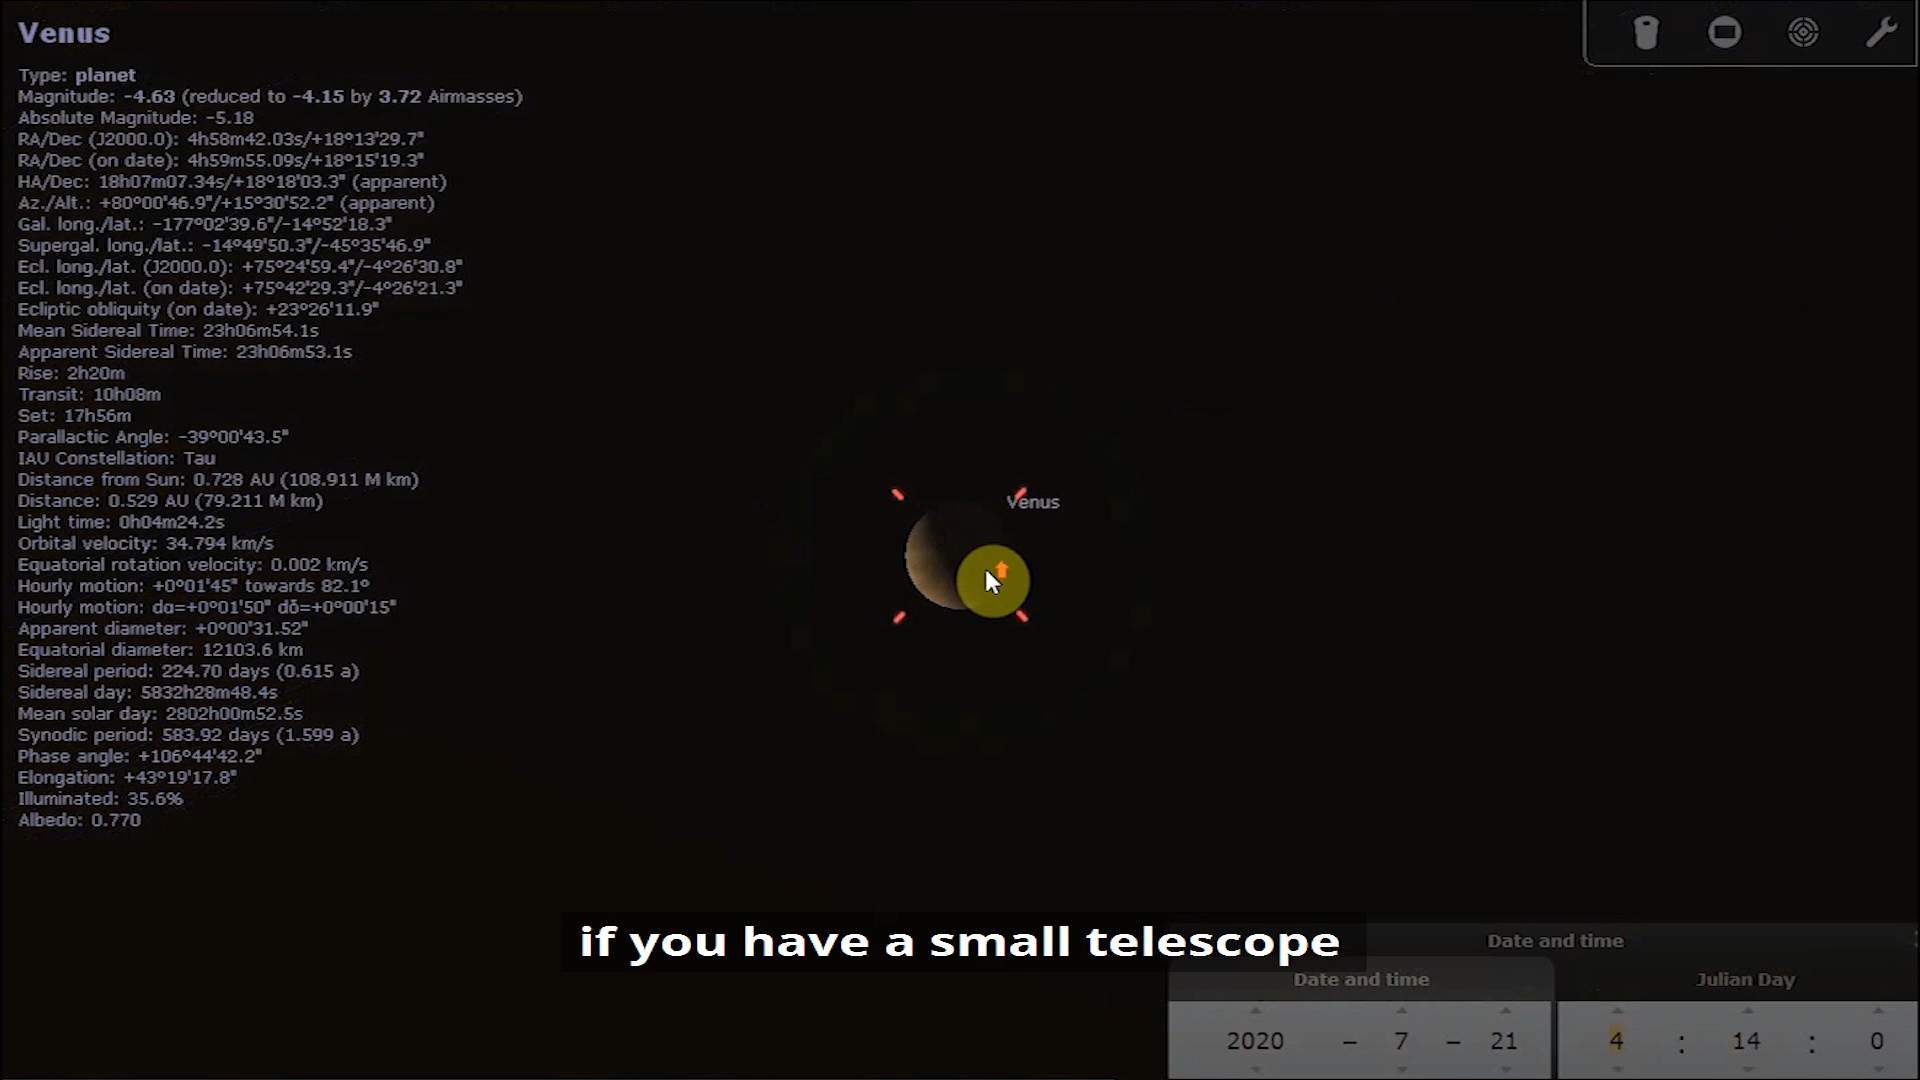 Venus
Type: planet
Magnitude: -4.63 (reduced to -4.15 by 3.72 Airmasses)
Absolute Magnitude: -5.18
RA/Dec (J2000.0): 4h58m42.03s/+18°13'29.7"
RA/Dec (on date): 4h59m55.09s/+18°15'19.3"
HA/Dec: 18h07m07.34s/+18°18'03.3" (apparent)
Az./Alt.: +80°00'46.9"/+15°30'52.2" (apparent)
Gal. long./lat.: -177°02'39.6"/-14°52'18.3"
Supergal. long./lat.: -14°49'50.3"/-45°35'46.9"
Ecl. long./lat. (J2000.0): +75°24'59.4"/-4°26'30.8"
Ecl. long./lat. (on date): +75°42'29.3"/-4°26'21.3"
Ecliptic obliquity (on date): +23°26'11.9"
Mean Sidereal Time: 23h06m54.1s
Apparent Sidereal Time: 23h06m53.1s
Rise: 2h20m
Transit: 10h08m
Set: 17h56m
Parallactic Angle: -39°00'43.5"
IAU Constellation: Tau
Distance from Sun: 0.728 AU (108.911 M km)
Distance: 0.529 AU (79.211 M km)
Light time: 0h04m24.2s
Orbital velocity: 34.794 km/s
Equatorial rotation velocity: 0.002 km/s
Hourly motion: +0°01'45" towards 82.1°
Hourly motion: dα=+0°01'50" dδ=+0°00'15"
Apparent diameter: +0°00'31.52"
Equatorial diameter: 12103.6 km
Sidereal period: 224.70 days (0.615 a)
Sidereal day: 5832h28m48.4s
Mean solar day: 2802h00m52.5s
Synodic period: 583.92 days (1.599 a)
Phase angle: +106°44'42.2"
Elongation: +43°19'17.8"
Illuminated: 35.6%
Albedo: 0.770
Venus
if you have a small telescope
Date and time
Date and time Julian Day
2020 - 7 - 21 4 : 14 : 0